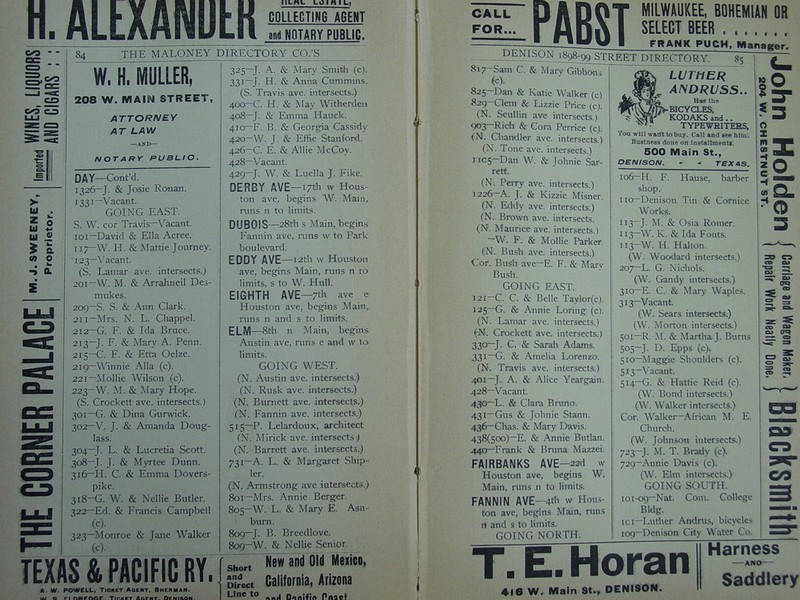 H. ALEXANDER
REAL ESTATE,
COLLECTING AGENT
and NOTARY PUBLIC.
84 THE MALONEY DIRECTORY CO.'S
Imported WINES, LIQUORS
AND CIGARS
M. J. SWEENEY,
Proprietor.
THE CORNER PALACE
W. H. MULLER,
208 W. MAIN STREET,
ATTORNEY
AT LAW
—AND—
NOTARY PUBLIC.
DAY—Cont'd.
1326—J. & Josie Ronan.
1331—Vacant.
GOING EAST.
S. W. cor Travis—Vacant.
101—David & Ella Acree.
117—W. H. & Mattie Journey.
123—Vacant.
(S. Lamar ave. intersects.)
201—W. M. & Arrahneil Des-
mukes.
209—S. S. & Ann Clark.
211—Mrs. N. L. Chappel.
212—G. F. & Ida Bruce.
213—J. F. & Mary A. Penn.
215—C. F. & Etta Oelze.
219—Winnie Alla (c).
221—Mollie Wilson (c).
223—W. M. & Mary Hope.
(S. Crockett ave. intersects.)
301—G. & Dina Gurwick.
302—V. J. & Amanda Doug-
lass.
304—J. L. & Lucretia Scott.
308—J. J. & Myrtee Dunn.
316—H. C. & Emma Dovers-
pike.
318—G. W. & Nellie Butler.
322—Ed. & Francis Campbell
(c).
323—Monroe & Jane Walker
(c).
325—J. A. & Mary Smith (c).
331—J. H. & Anna Cummins.
(S. Travis ave. intersects.)
400—C. H. & May Witherden
408—J. & Emma Hauck.
410—F. B. & Georgia Cassidy
420—W. J. & Effie Stanford.
426—C. E. & Allie McCoy.
428—Vacant.
429—J. W. & Luella J. Fike.
DERBY AVE—17th w Hous-
ton ave, begins W. Main,
runs n to limits.
DUBOIS—28th s Main, begins
Fannin ave, runs w to Park
boulevard.
EDDY AVE—12th w Houston
ave, begins Main, runs n to
limits, s to W. Hull.
EIGHTH AVE—7th ave e
Houston ave, begins Main,
runs n and s to limits.
ELM—8th n Main, begins
Austin ave, runs e and w to
limits.
GOING WEST.
(N. Austin ave. intersects.)
(N. Rusk ave. intersects.)
(N. Burnett ave. intersects.)
(N. Fannin ave. intersects.)
515—P. Lelardoux, architect
(N. Mirick ave. intersects)
(N. Barrett ave. intersects.)
731—A. L. & Margaret Ship-
ler.
(N. Armstrong ave intersects.)
801—Mrs. Annie Berger.
805—W. L. & Mary E. Asn-
burn.
809—J. B. Breedlove.
809—W. & Nellie Senior.
TEXAS & PACIFIC RY.
A. W. POWELL, TICKET AGENT, SHERMAN.
W. S. ELDREDGE, TICKET AGENT, DENISON.
Short
and
Direct
Line to
New and Old Mexico,
California, Arizona
and Pacific Coast
CALL
FOR...
PABST
MILWAUKEE, BOHEMIAN OR
SELECT BEER . . . . . .
FRANK PUCH, Manager.
DENISON 1898-99 STREET DIRECTORY. 85
817—Sam C. & Mary Gibbons
(c).
825—Dan & Katie Walker (c)
829—Clem & Lizzie Price (c).
(N. Scullin ave intersects.)
903—Rich & Cora Perrice (c).
(N. Chandler ave. intersects.)
(N. Tone ave. intersects.)
1105—Dan W. & Johnie Sar-
rett.
(N. Perry ave. intersects.)
1226—A. J. & Kizzie Misner.
(N. Eddy ave. intersects.)
(N. Brown ave. intersects.
(N. Maurice ave. intersects.)
—W. F. & Mollie Parker.
(N. Bush ave. intersects.)
Cor. Bush ave—E. F. & Mary
Bush.
GOING EAST.
121—C. C. & Belle Taylor(c).
125—G. & Annie Loring (c).
(N. Lamar ave. intersects.)
(N. Crockett ave. intersects.)
330—J. C. & Sarah Adams.
331—G. & Amelia Lorenzo.
(N. Travis ave. intersects.)
401—J. A. & Alice Yeargain.
428—Vacant.
430—L. & Clara Bruno.
431—Gus & Johnie Stann.
436—Chas. & Mary Davis.
438(500)—E. & Annie Butlan.
440—Frank & Bruna Mazzei.
FAIRBANKS AVE—22d w
Houston ave, begins W.
Main, runs n to limits.
FANNIN AVE—4th w Hous-
ton ave, begins Main, runs
n and s to limits.
GOING NORTH.
LUTHER
ANDRUSS..
Has the
BICYCLES,
KODAKS and . .
TYPEWRITERS,
You will want to buy. Call and see him.
Business done on installments.
500 Main St.,
DENISON, - - TEXAS.
106—H. F. Hause, barber
shop.
110—Denison Tin & Cornice
Works.
113—J. M. & Osia Romer.
113—W. K. & Ida Fouts.
113—W. H. Halton.
(W. Woodard intersects.)
207—L. G. Nichols.
(W. Gandy intersects.)
310—E. C. & Mary Waples.
313—Vacant.
(W. Sears intersects.)
(W. Morton intersects.)
501—R. M. & Martha J. Burns
505—J. D. Epps (c).
510—Maggie Shoulders (c).
513—Vacant.
514—G. & Hattie Reid (c).
(W. Bond intersects.)
(W. Walker intersects.)
Cor. Walker—African M. E.
Church.
(W. Johnson intersects.)
723—J. M. T. Brady (c).
729—Annie Davis (c).
(W. Elm intersects.)
GOING SOUTH.
101-09—Nat. Com. College
Bldg.
101—Luther Andrus, bicycles
109—Denison City Water Co.
John Holden
204 W. CHESTNUT ST.
Carriage and Wagon Maker.
Repair Work Neatly Done.
Blacksmith
T. E. Horan
416 W. Main St., DENISON.
Harness
—AND—
Saddlery